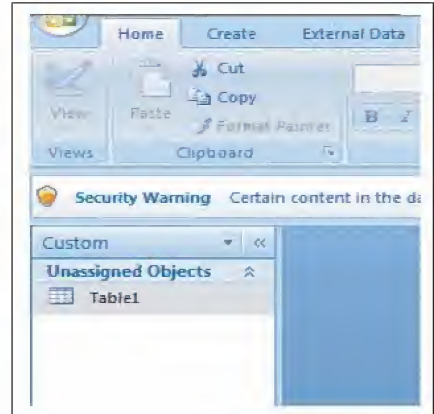 Home Create External Data
Cut
Copy
View Paste Format Painter B I
Views Clipboard
Security Warning Certain content in the da
Custom
Unassigned Objects
Table1